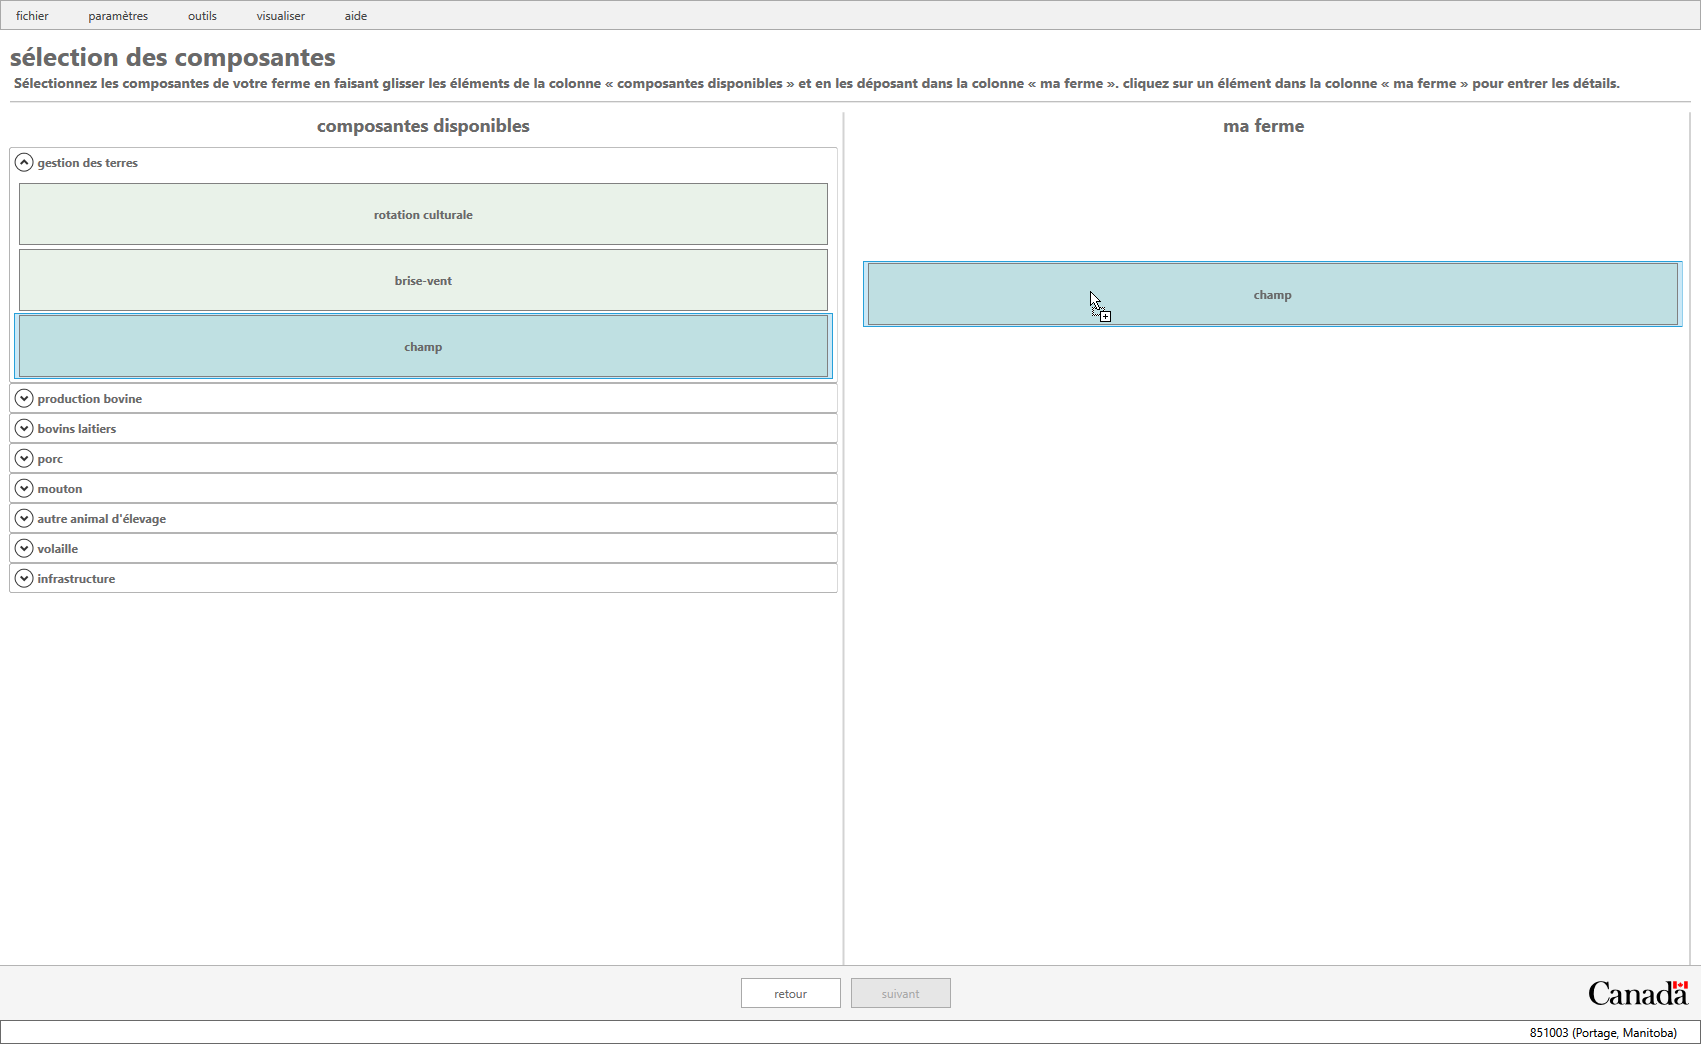 fichier paramètres outils visualiser aide
sélection des composantes
Sélectionnez les composantes de votre ferme en faisant glisser les éléments de la colonne « composantes disponibles » et en les déposant dans la colonne « ma ferme ». cliquez sur un élément dans la colonne « ma ferme » pour entrer les détails.
composantes disponibles
gestion des terres
rotation culturale
brise-vent
champ
production bovine
bovins laitiers
porc
mouton
autre animal d'élevage
volaille
infrastructure
ma ferme
champ
retour suivant
Canada
851003 (Portage, Manitoba)